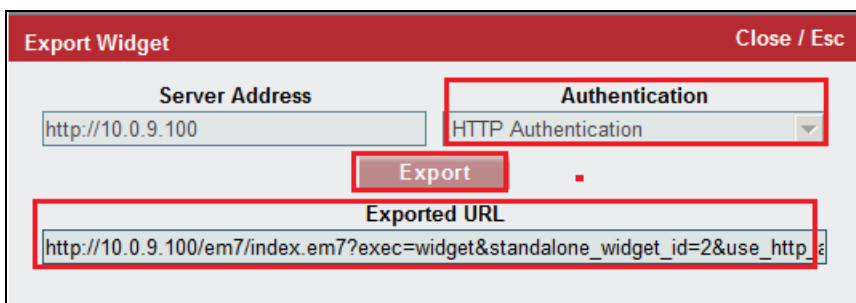 Export Widget Close / Esc
Server Address Authentication
http://10.0.9.100 HTTP Authentication
Export
Exported URL
http://10.0.9.100/em7/index.em7?exec=widget&standalone_widget_id=2&use_http_a